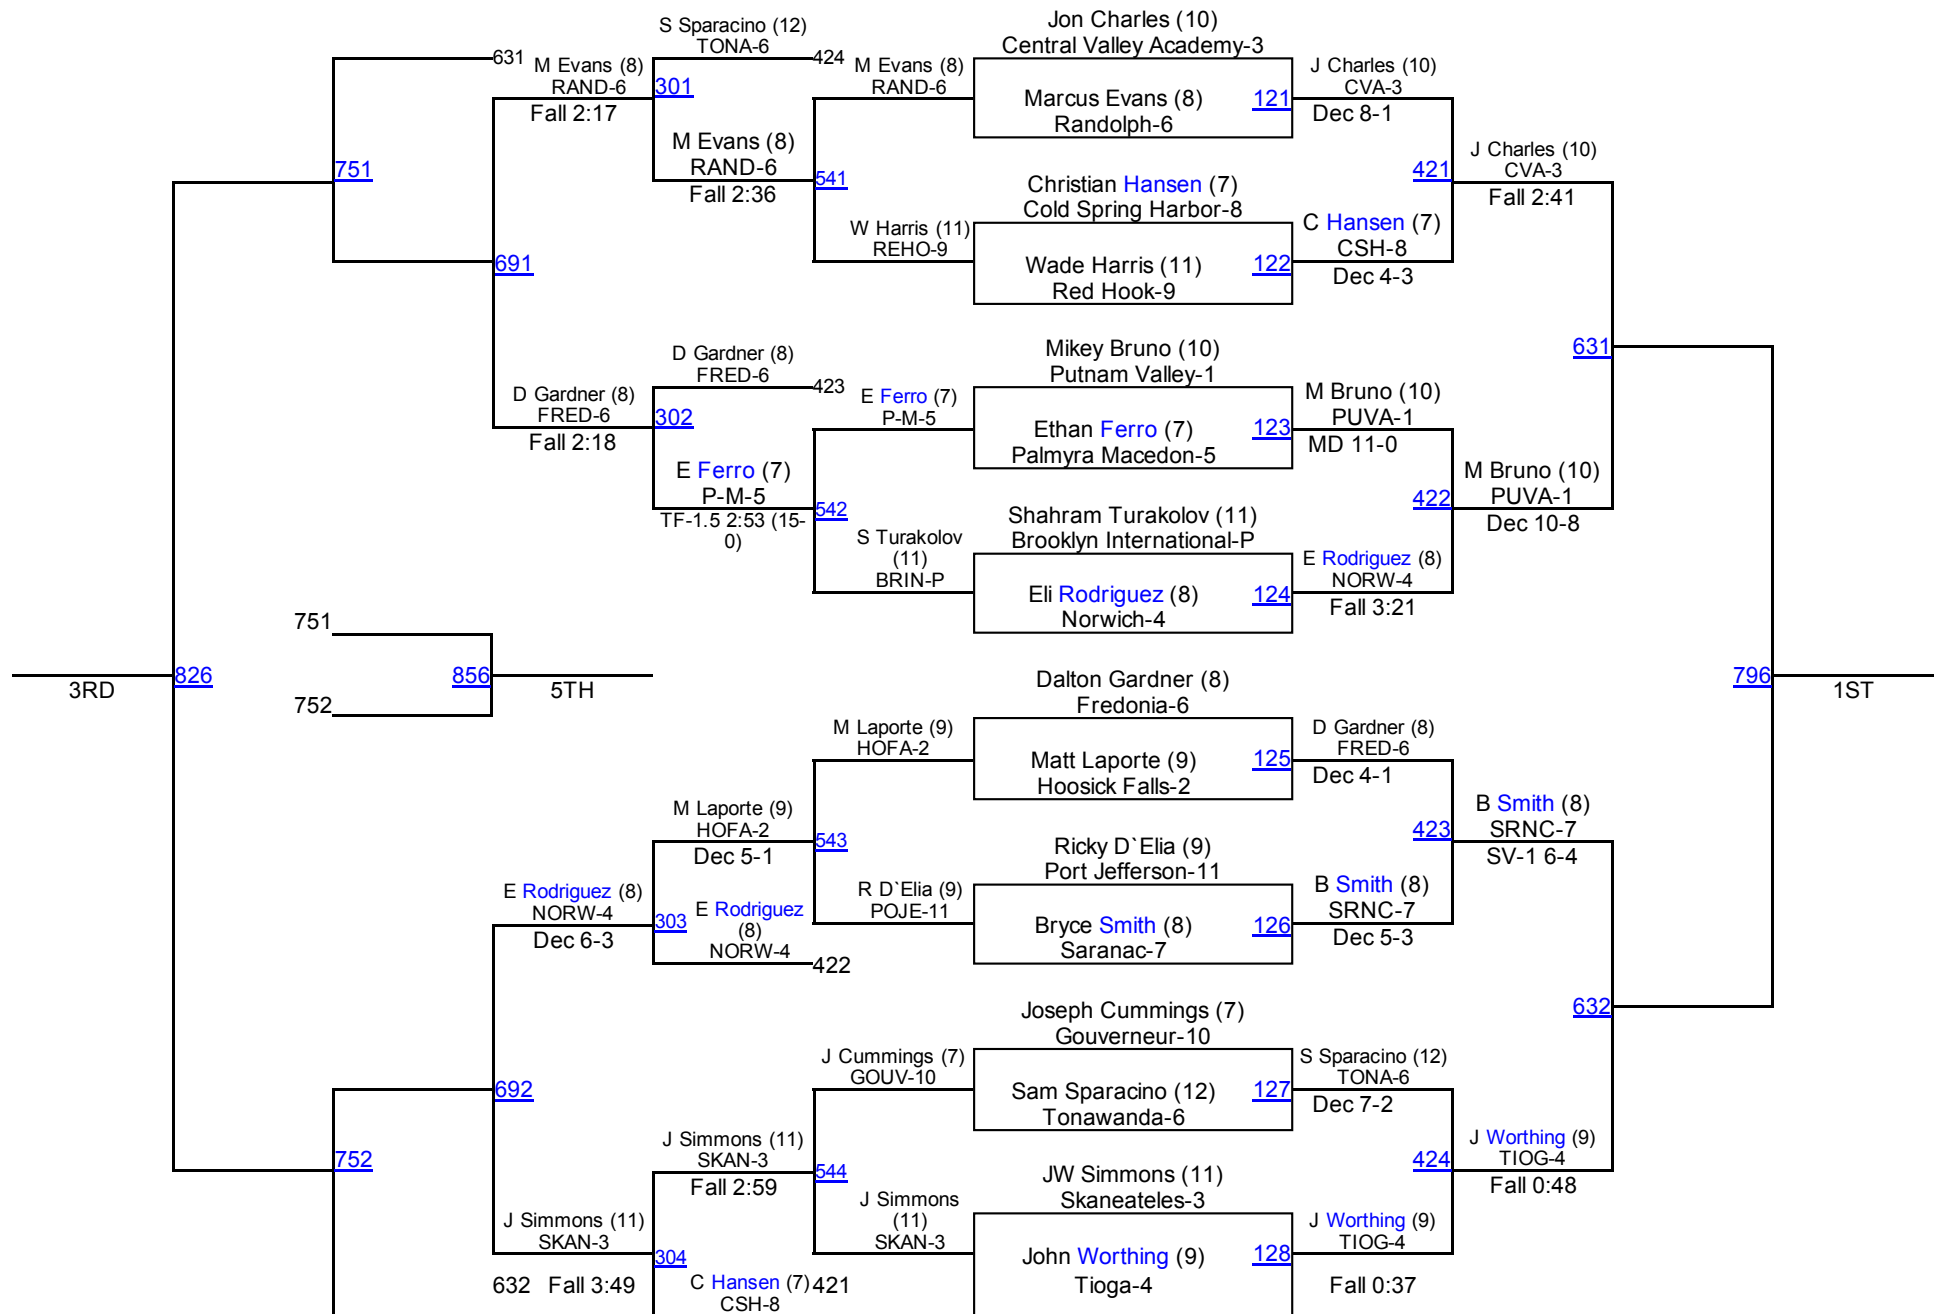 S Sparacino (12)
TONA-6
631
M Evans (8)
RAND-6
Fall 2:17
301
424
M Evans (8)
RAND-6
Fall 2:36
541
M Evans (8)
RAND-6
W Harris (11)
REHO-9
Jon Charles (10)
Central Valley Academy-3
Marcus Evans (8)
Randolph-6
121
J Charles (10)
CVA-3
Dec 8-1
Christian Hansen (7)
Cold Spring Harbor-8
Wade Harris (11)
Red Hook-9
122
C Hansen (7)
CSH-8
Dec 4-3
421
J Charles (10)
CVA-3
Fall 2:41
751
691
D Gardner (8)
FRED-6
Fall 2:18
302
D Gardner (8)
FRED-6
423
E Ferro (7)
P-M-5
TF-1.5 2:53 (15-
0)
542
E Ferro (7)
P-M-5
S Turakolov
(11)
BRIN-P
Mikey Bruno (10)
Putnam Valley-1
Ethan Ferro (7)
Palmyra Macedon-5
123
M Bruno (10)
PUVA-1
MD 11-0
Shahram Turakolov (11)
Brooklyn International-P
Eli Rodriguez (8)
Norwich-4
124
E Rodriguez (8)
NORW-4
Fall 3:21
422
M Bruno (10)
PUVA-1
Dec 10-8
631
3RD
826
751
752
856
5TH
796
1ST
Dalton Gardner (8)
Fredonia-6
Matt Laporte (9)
Hoosick Falls-2
125
D Gardner (8)
FRED-6
Dec 4-1
M Laporte (9)
HOFA-2
M Laporte (9)
HOFA-2
Dec 5-1
543
R D`Elia (9)
POJE-11
Ricky D`Elia (9)
Port Jefferson-11
Bryce Smith (8)
Saranac-7
126
B Smith (8)
SRNC-7
Dec 5-3
423
B Smith (8)
SRNC-7
SV-1 6-4
E Rodriguez (8)
NORW-4
Dec 6-3
303
E Rodriguez
(8)
NORW-4
422
632
692
752
Joseph Cummings (7)
Gouverneur-10
Sam Sparacino (12)
Tonawanda-6
127
S Sparacino (12)
TONA-6
Dec 7-2
J Cummings (7)
GOUV-10
J Simmons (11)
SKAN-3
Fall 2:59
544
J Simmons
(11)
SKAN-3
JW Simmons (11)
Skaneateles-3
John Worthing (9)
Tioga-4
128
J Worthing (9)
TIOG-4
Fall 0:37
424
J Worthing (9)
TIOG-4
Fall 0:48
J Simmons (11)
SKAN-3
632 Fall 3:49
304
C Hansen (7)
CSH-8
421